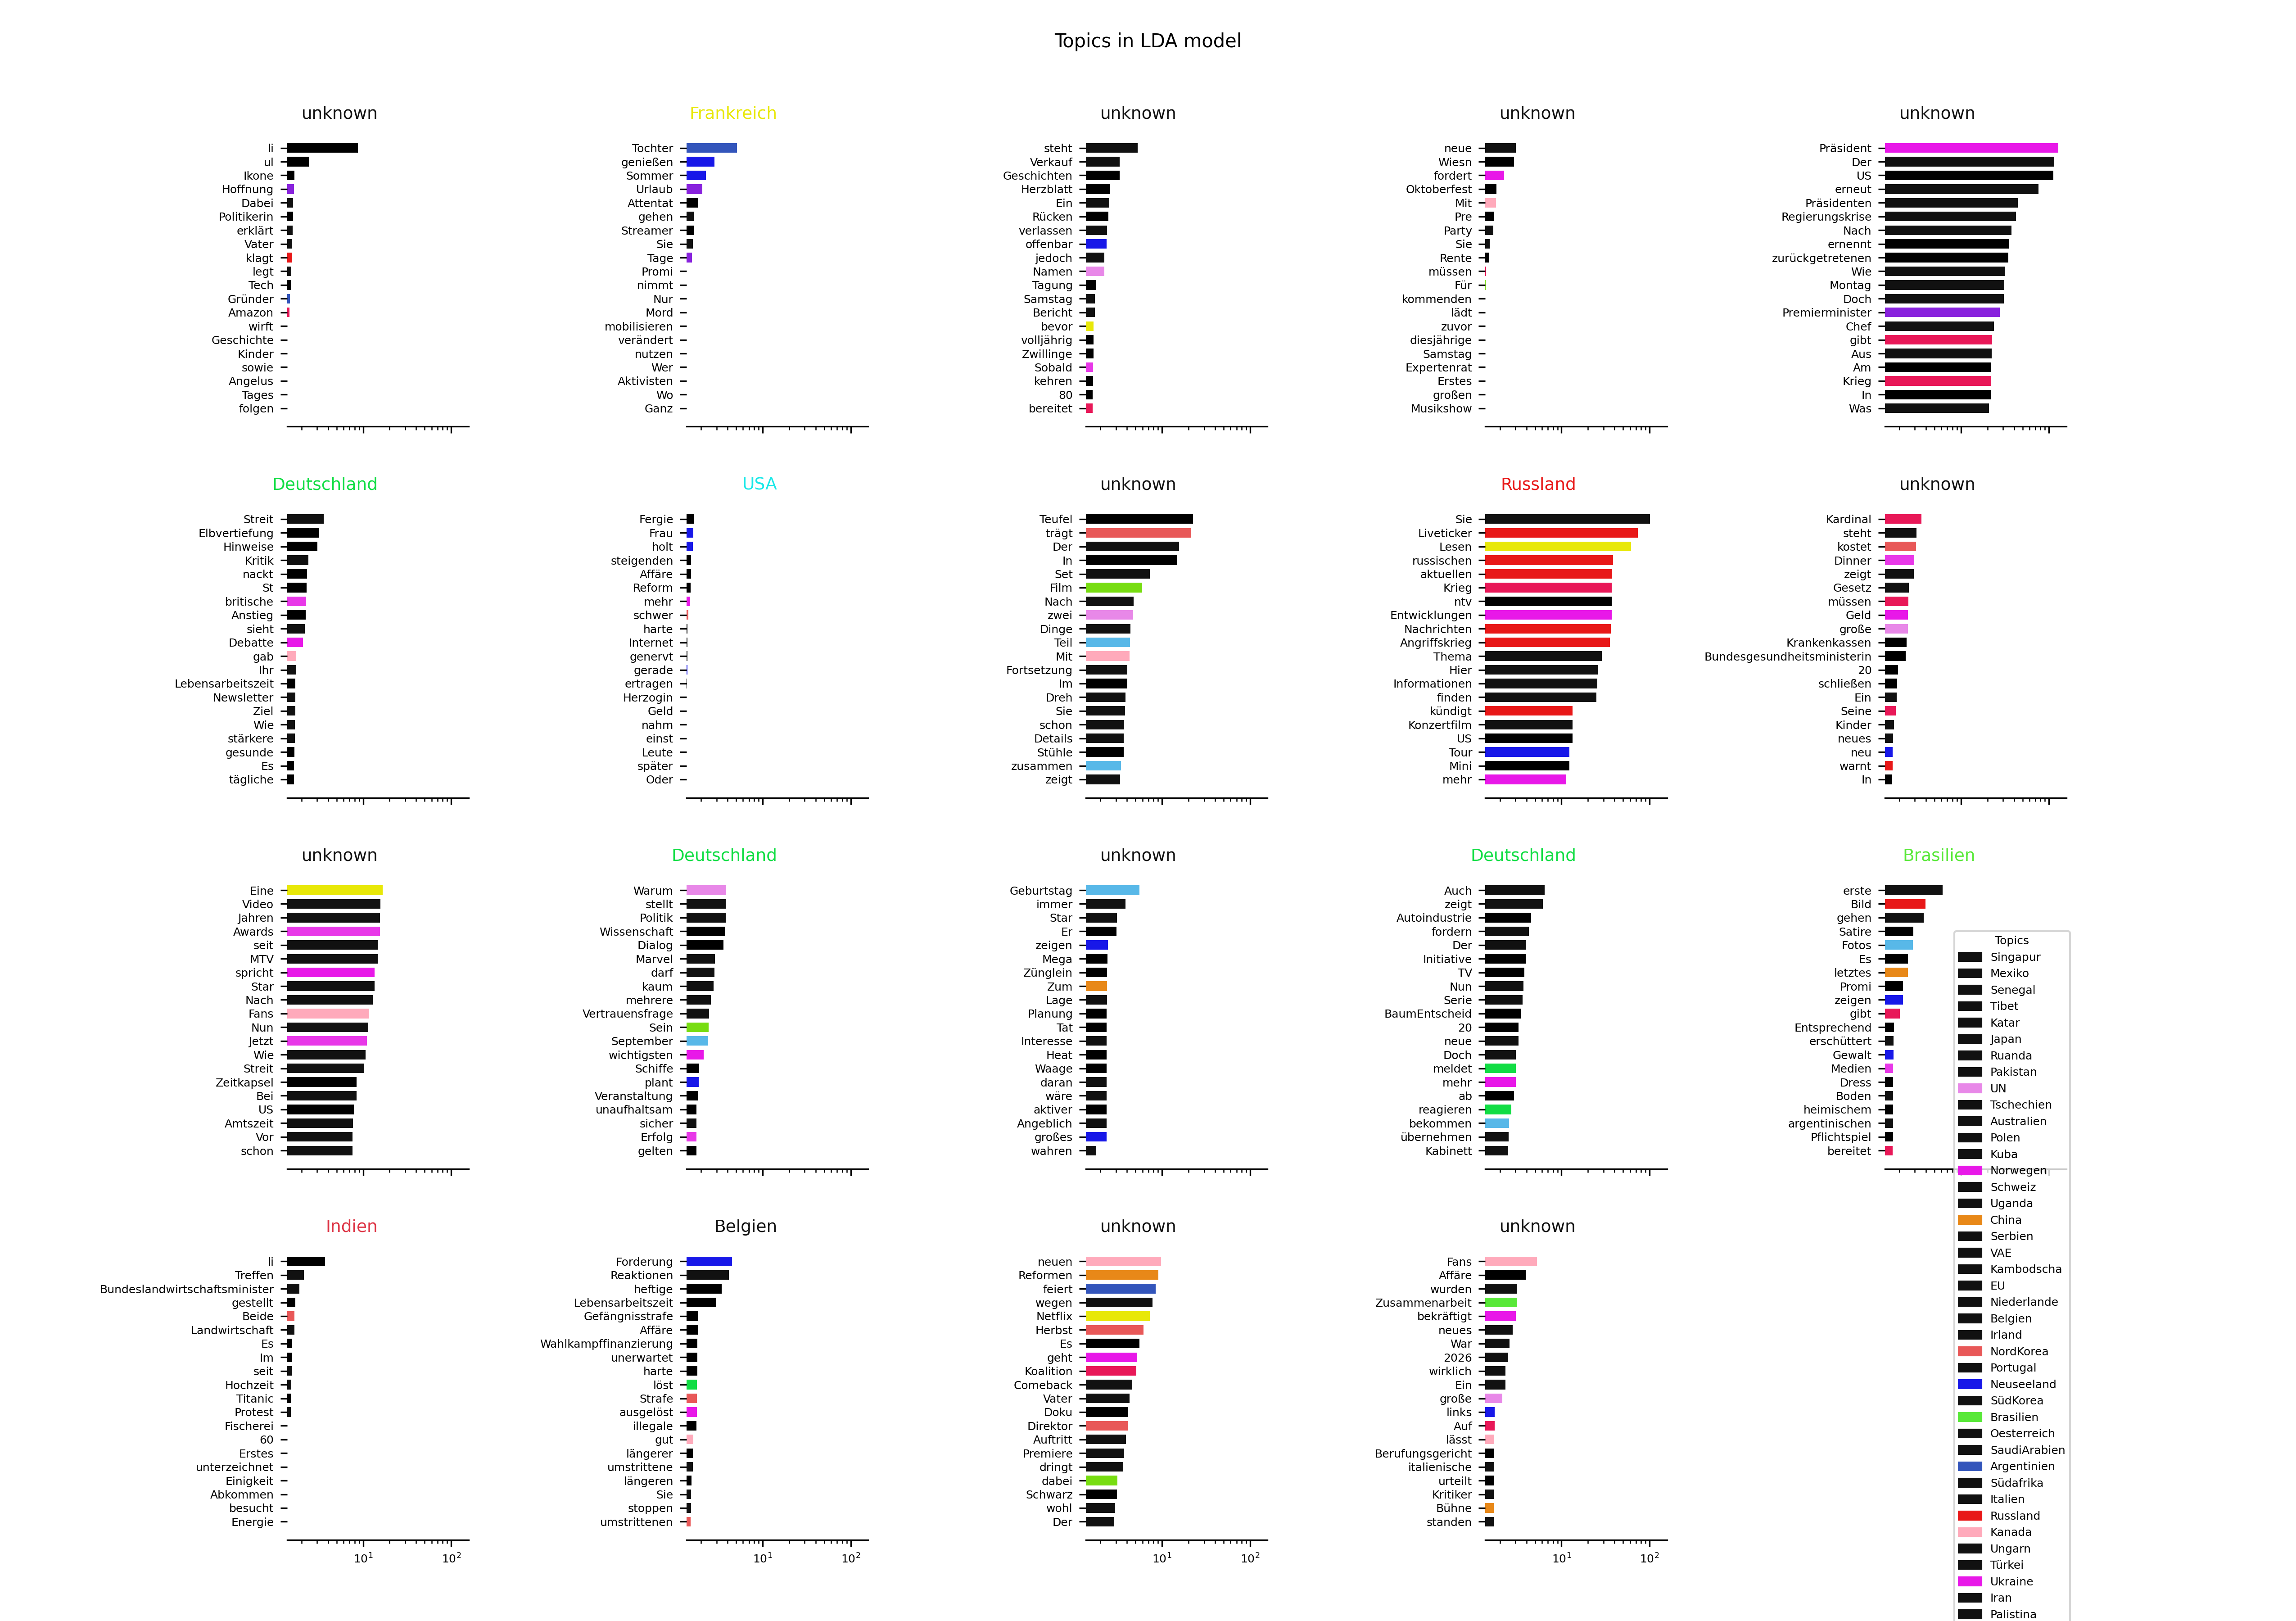 Topics in LDA model
unknown
li
ul
Ikone
Hoffnung
Dabei
Politikerin
erklärt
Vater
klagt
legt
Tech
Gründer
Amazon
wirft
Geschichte
Kinder
sowie
Angelus
Tages
folgen
Frankreich
Tochter
genießen
Sommer
Urlaub
Attentat
gehen
Streamer
Sie
Tage
Promi
nimmt
Nur
Mord
mobilisieren
verändert
nutzen
Wer
Aktivisten
Wo
Ganz
unknown
steht
Verkauf
Geschichten
Herzblatt
Ein
Rücken
verlassen
offenbar
jedoch
Namen
Tagung
Samstag
Bericht
bevor
volljährig
Zwillinge
Sobald
kehren
80
bereitet
unknown
neue
Wiesn
fordert
Oktoberfest
Mit
Pre
Party
Sie
Rente
müssen
Für
kommenden
lädt
zuvor
diesjährige
Samstag
Expertenrat
Erstes
großen
Musikshow
unknown
Präsident
Der
US
erneut
Präsidenten
Regierungskrise
Nach
ernennt
zurückgetretenen
Wie
Montag
Doch
Premierminister
Chef
gibt
Aus
Am
Krieg
In
Was
Deutschland
Streit
Elbvertiefung
Hinweise
Kritik
nackt
St
britische
Anstieg
sieht
Debatte
gab
Ihr
Lebensarbeitszeit
Newsletter
Ziel
Wie
stärkere
gesunde
Es
tägliche
USA
Fergie
Frau
holt
steigenden
Affäre
Reform
mehr
schwer
harte
Internet
genervt
gerade
ertragen
Herzogin
Geld
nahm
einst
Leute
später
Oder
unknown
Teufel
trägt
Der
In
Set
Film
Nach
zwei
Dinge
Teil
Mit
Fortsetzung
Im
Dreh
Sie
schon
Details
Stühle
zusammen
zeigt
Russland
Sie
Liveticker
Lesen
russischen
aktuellen
Krieg
ntv
Entwicklungen
Nachrichten
Angriffskrieg
Thema
Hier
Informationen
finden
kündigt
Konzertfilm
US
Tour
Mini
mehr
unknown
Kardinal
steht
kostet
Dinner
zeigt
Gesetz
müssen
Geld
große
Krankenkassen
Bundesgesundheitsministerin
20
schließen
Ein
Seine
Kinder
neues
neu
warnt
In
unknown
Eine
Video
Jahren
Awards
seit
MTV
spricht
Star
Nach
Fans
Nun
Jetzt
Wie
Streit
Zeitkapsel
Bei
US
Amtszeit
Vor
schon
Deutschland
Warum
stellt
Politik
Wissenschaft
Dialog
Marvel
darf
kaum
mehrere
Vertrauensfrage
Sein
September
wichtigsten
Schiffe
plant
Veranstaltung
unaufhaltsam
sicher
Erfolg
gelten
unknown
Geburtstag
immer
Star
Er
zeigen
Mega
Zünglein
Zum
Lage
Planung
Tat
Interesse
Heat
Waage
daran
wäre
aktiver
Angeblich
großes
wahren
Deutschland
Auch
zeigt
Autoindustrie
fordern
Der
Initiative
TV
Nun
Serie
BaumEntscheid
20
neue
Doch
meldet
mehr
ab
reagieren
bekommen
übernehmen
Kabinett
Brasilien
erste
Bild
gehen
Satire
Fotos
Es
letztes
Promi
zeigen
gibt
Entsprechend
erschüttert
Gewalt
Medien
Dress
Boden
heimischem
argentinischen
Pflichtspiel
bereitet
Indien
li
Treffen
Bundeslandwirtschaftsminister
gestellt
Beide
Landwirtschaft
Es
Im
seit
Hochzeit
Titanic
Protest
Fischerei
60
Erstes
unterzeichnet
Einigkeit
Abkommen
besucht
Energie
10¹ 10²
Belgien
Forderung
Reaktionen
heftige
Lebensarbeitszeit
Gefängnisstrafe
Affäre
Wahlkampffinanzierung
unerwartet
harte
löst
Strafe
ausgelöst
illegale
gut
längerer
umstrittene
längeren
Sie
stoppen
umstrittenen
10¹ 10²
unknown
neuen
Reformen
feiert
wegen
Netflix
Herbst
Es
geht
Koalition
Comeback
Vater
Doku
Direktor
Auftritt
Premiere
dringt
dabei
Schwarz
wohl
Der
10¹ 10²
unknown
Fans
Affäre
wurden
Zusammenarbeit
bekräftigt
neues
War
2026
wirklich
Ein
große
links
Auf
lässt
Berufungsgericht
italienische
urteilt
Kritiker
Bühne
standen
10¹ 10²
Topics
Singapur
Mexiko
Senegal
Tibet
Katar
Japan
Ruanda
Pakistan
UN
Tschechien
Australien
Polen
Kuba
Norwegen
Schweiz
Uganda
China
Serbien
VAE
Kambodscha
EU
Niederlande
Belgien
Irland
NordKorea
Portugal
Neuseeland
SüdKorea
Brasilien
Oesterreich
SaudiArabien
Argentinien
Südafrika
Italien
Russland
Kanada
Ungarn
Türkei
Ukraine
Iran
Palistina